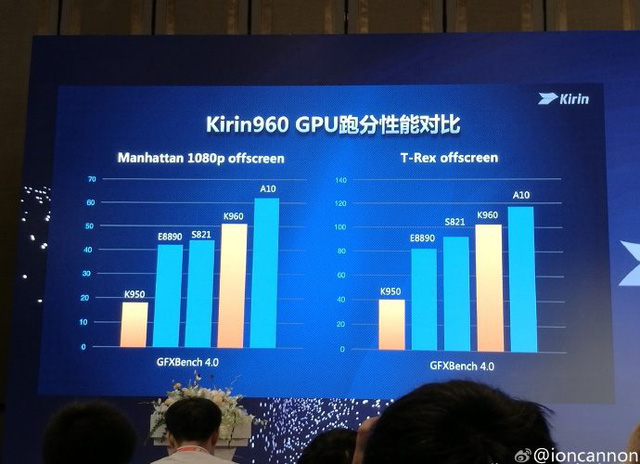 Kirin
Kirin960 GPU跑分性能对比
Manhattan 1080p offscreen
70
60
50
40
30
20
10
0
K950
E8890
S821
K960
A10
GFXBench 4.0
T-Rex offscreen
140
120
100
80
60
40
20
0
K950
E8890
S821
K960
A10
GFXBench 4.0
@ioncannon